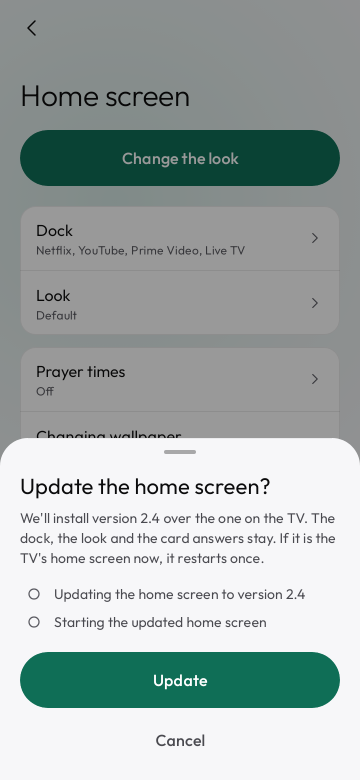 Home screen
Change the look
Dock
Netflix, YouTube, Prime Video, Live TV
Look
Default
Prayer times
Off
Changing wallpaper
Update the home screen?
We'll install version 2.4 over the one on the TV. The
dock, the look and the card answers stay. If it is the
TV's home screen now, it restarts once.
Updating the home screen to version 2.4
Starting the updated home screen
Update
Cancel